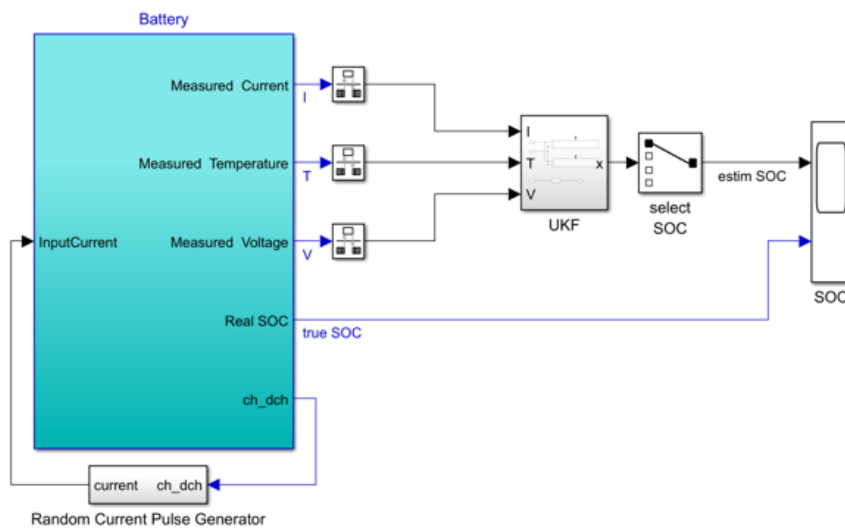 Battery
Measured Current
I
Measured Temperature
T
Measured Voltage
V
InputCurrent
Real SOC
true SOC
ch_dch
current ch_dch
Random Current Pulse Generator
I
T
V
x
UKF
select
SOC
estim SOC
SOC